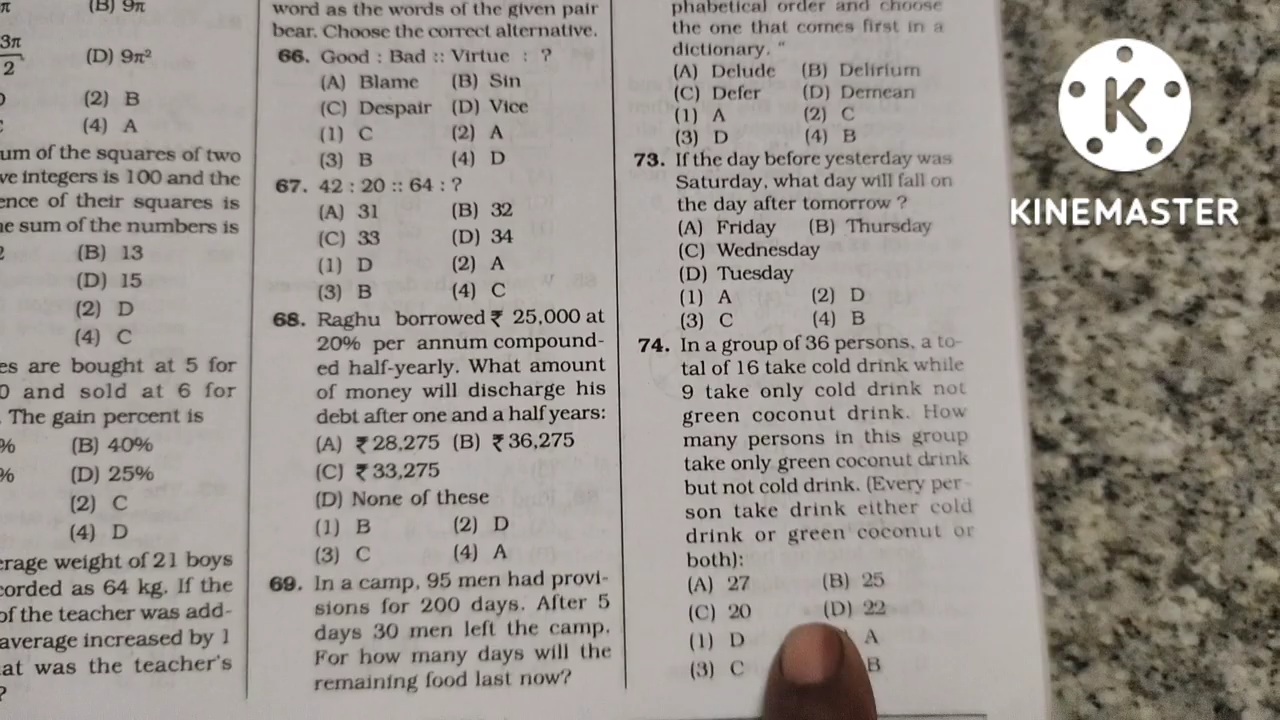 π
(B) 9π
3π
2
(D) 9π²
(2) B
(4) A
um of the squares of two
ve integers is 100 and the
ence of their squares is
e sum of the numbers is
(B) 13
(D) 15
(2) D
(4) C
es are bought at 5 for
0 and sold at 6 for
. The gain percent is
% (B) 40%
% (D) 25%
(2) C
(4) D
erage weight of 21 boys
corded as 64 kg. If the
of the teacher was add-
average increased by 1
at was the teacher's
?
word as the words of the given pair
bear. Choose the correct alternative.
66. Good : Bad :: Virtue : ?
(A) Blame (B) Sin
(C) Despair (D) Vice
(1) C (2) A
(3) B (4) D
67. 42 : 20 :: 64 : ?
(A) 31 (B) 32
(C) 33 (D) 34
(1) D (2) A
(3) B (4) C
68. Raghu borrowed ₹ 25,000 at
20% per annum compound-
ed half-yearly. What amount
of money will discharge his
debt after one and a half years:
(A) ₹ 28,275 (B) ₹ 36,275
(C) ₹ 33,275
(D) None of these
(1) B (2) D
(3) C (4) A
69. In a camp, 95 men had provi-
sions for 200 days. After 5
days 30 men left the camp.
For how many days will the
remaining food last now?
phabetical order and choose
the one that comes first in a
dictionary. "
(A) Delude (B) Delirium
(C) Defer (D) Demean
(1) A (2) C
(3) D (4) B
73. If the day before yesterday was
Saturday, what day will fall on
the day after tomorrow ?
(A) Friday (B) Thursday
(C) Wednesday
(D) Tuesday
(1) A (2) D
(3) C (4) B
74. In a group of 36 persons, a to-
tal of 16 take cold drink while
9 take only cold drink not
green coconut drink. How
many persons in this group
take only green coconut drink
but not cold drink. (Every per-
son take drink either cold
drink or green coconut or
both):
(A) 27 (B) 25
(C) 20 (D) 22
(1) D A
(3) C B
K
KINEMASTER